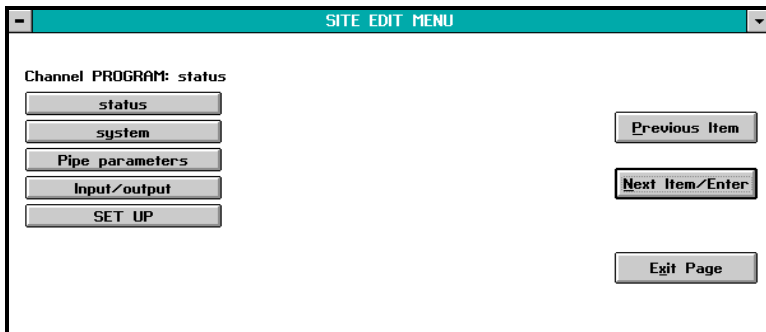 SITE EDIT MENU
Channel PROGRAM: status
status
system
Pipe parameters
Input/output
SET UP
Previous Item
Next Item/Enter
Exit Page